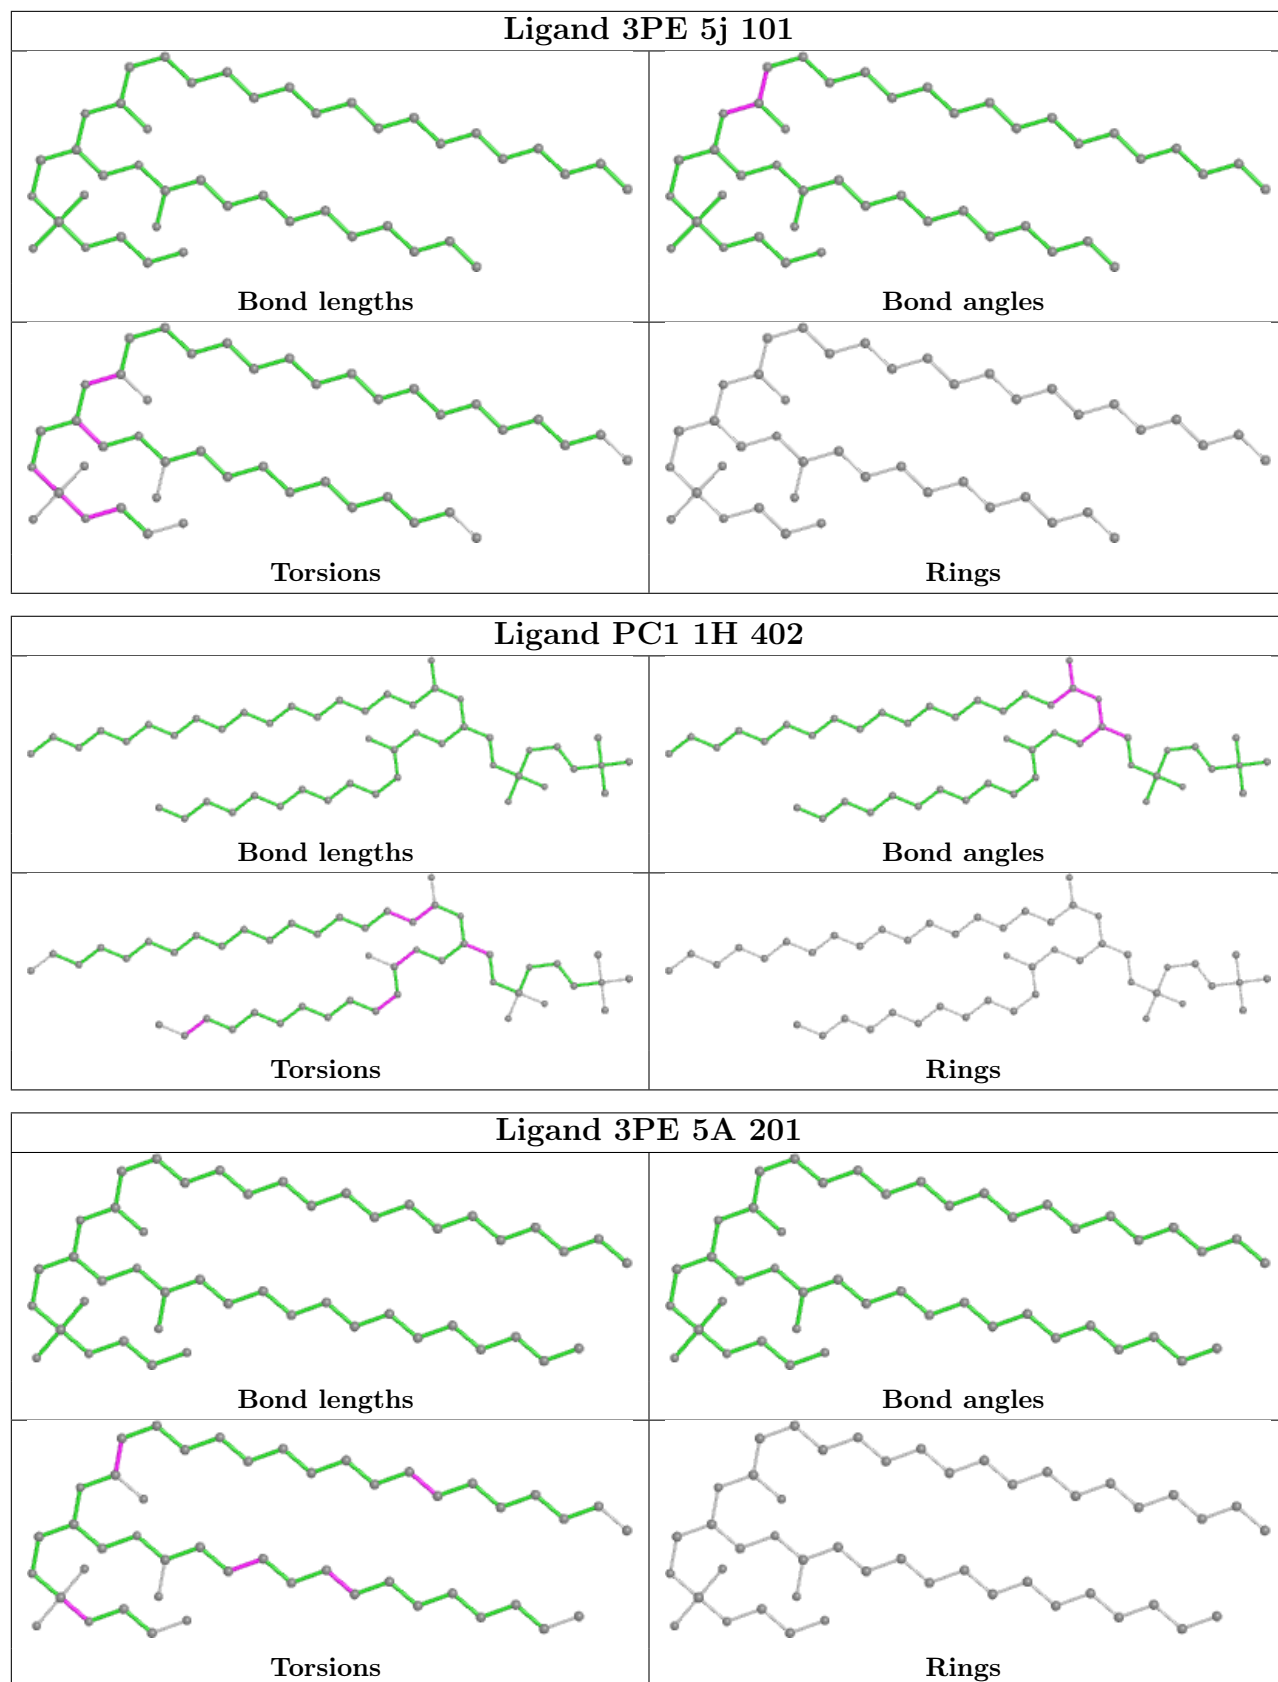 Ligand 3PE 5j 101
Bond lengths
Bond angles
Torsions
Rings
Ligand PC1 1H 402
Bond lengths
Bond angles
Torsions
Rings
Ligand 3PE 5A 201
Bond lengths
Bond angles
Torsions
Rings